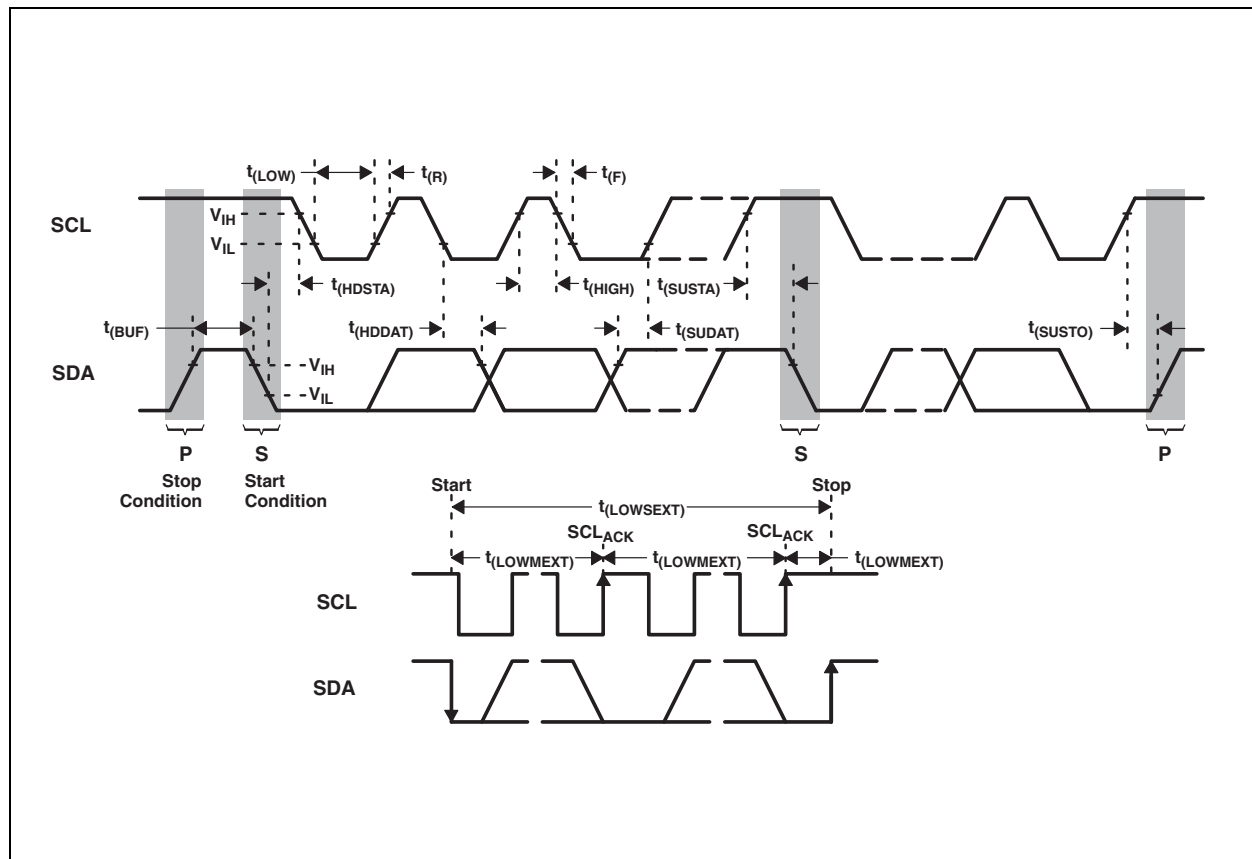 t(LOW)
t(R)
t(F)
SCL
VIH
VIL
t(HDSTA)
t(HIGH)
t(SUSTA)
t(BUF)
t(HDDAT)
t(SUDAT)
t(SUSTO)
SDA
VIH
VIL
P
S
S
P
Stop
Condition
Start
Condition
Start
Stop
t(LOWSEXT)
SCLACK
SCLACK
t(LOWMEXT)
t(LOWMEXT)
t(LOWMEXT)
SCL
SDA